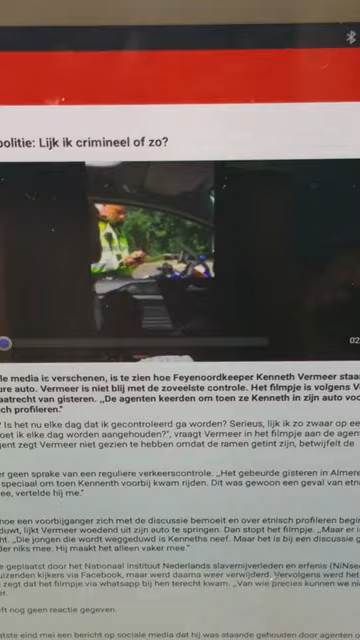 politie: Lijk ik crimineel of zo?
02
le media is verschenen, is te zien hoe Feyenoordkeeper Kenneth Vermeer staan
ure auto. Vermeer is niet blij met de zoveelste controle. Het filmpje is volgens V
aatrecht van gisteren. ,,De agenten keerden om toen ze Kenneth in zijn auto voo
ch profileren."
? Is het nu elke dag dat ik gecontroleerd ga worden? Serieus, lijk ik zo zwaar op ee
oet ik elke dag worden aangehouden?", vraagt Vermeer in het filmpje aan de agen
gent zegt Vermeer niet gezien te hebben omdat de ramen getint zijn, betwijfelt de
er geen sprake van een reguliere verkeerscontrole. ,,Het gebeurde gisteren in Almere
speciaal om toen Kennenth voorbij kwam rijden. Dit was gewoon een geval van etni
ee, vertelde hij me."
hoe een voorbijganger zich met de discussie bemoeit en over etnisch profileren begin
duwt, lijkt Vermeer woedend uit zijn auto te springen. Dan stopt het filmpje. ,,Maar er i
ht. ,,Die jongen die wordt weggeduwd is Kenneths neef. Maar het is bij een discussie g
der niks mee. Hij maakt het alleen vaker mee."
e geplaatst door het Nationaal instituut Nederlands slavernijverleden en erfenis (NiNsee
uizenden kijkers via Facebook, maar werd daarna weer verwijderd. Vervolgens werd het
zegt dat het filmpje via whatsapp bij hen terecht kwam. ,,Van wie precies kunnen we ni
er.
eft nog geen reactie gegeven.
atste eind mei een bericht op sociale media dat hij was staande gehouden door agenten o